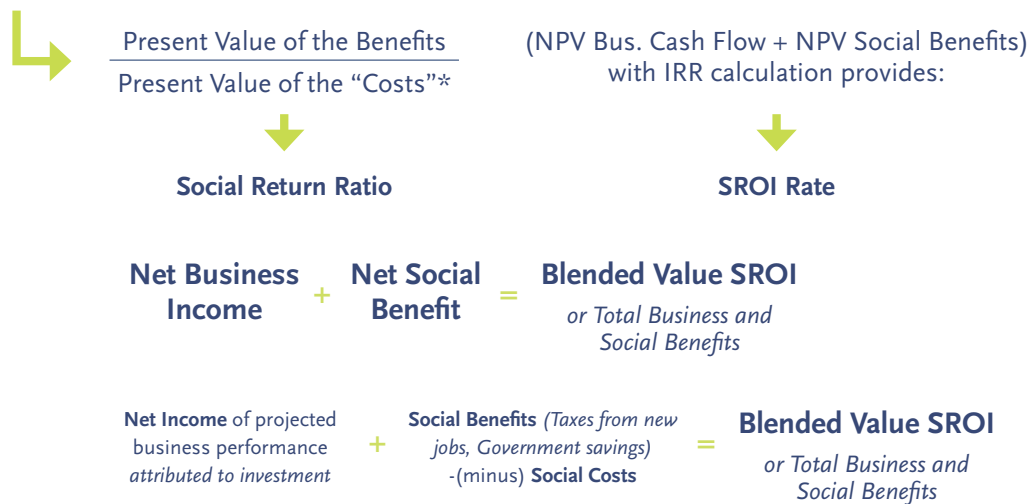 Present Value of the Benefits
Present Value of the “Costs”*
(NPV Bus. Cash Flow + NPV Social Benefits)
with IRR calculation provides:
Social Return Ratio
SROI Rate
Net Business
Income
+
Net Social
Benefit
=
Blended Value SROI
or Total Business and
Social Benefits
Net Income of projected
business performance
attributed to investment
+
Social Benefits (Taxes from new
jobs, Government savings)
-(minus) Social Costs
=
Blended Value SROI
or Total Business and
Social Benefits